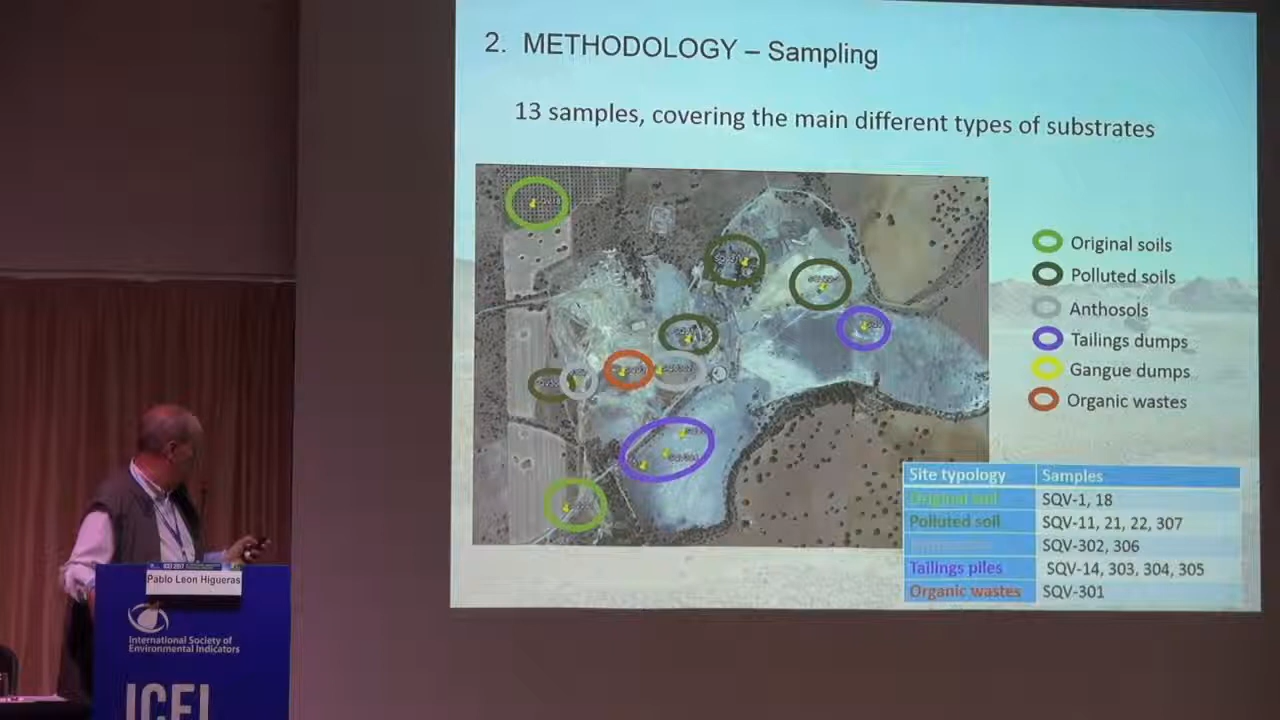 2. METHODOLOGY – Sampling
13 samples, covering the main different types of substrates
Original soils
Polluted soils
Anthosols
Tailings dumps
Gangue dumps
Organic wastes
Site typology Samples
Original soil SQV-1, 18
Polluted soil SQV-11, 21, 22, 307
SQV-302, 306
Tailings piles SQV-14, 303, 304, 305
Organic wastes SQV-301
Pablo Leon Higueras
International Society of
Environmental Indicators
ICEI